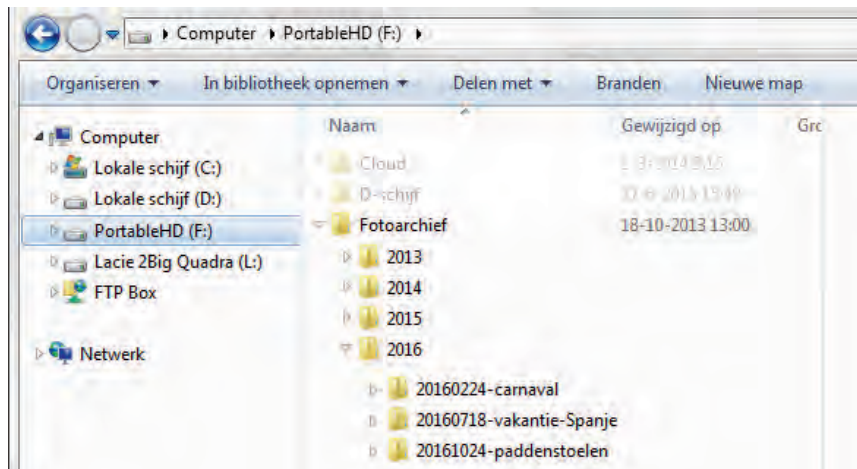 Computer PortableHD (F:)
Organiseren In bibliotheek opnemen Delen met Branden Nieuwe map
Computer
Lokale schijf (C:)
Lokale schijf (D:)
PortableHD (F:)
Lacie 2Big Quadra (L:)
FTP Box
Netwerk
Naam Gewijzigd op Grc
Cloud
D-schijf
Fotoarchief 18-10-2013 13:00
2013
2014
2015
2016
20160224-carnaval
20160718-vakantie-Spanje
20161024-paddenstoelen